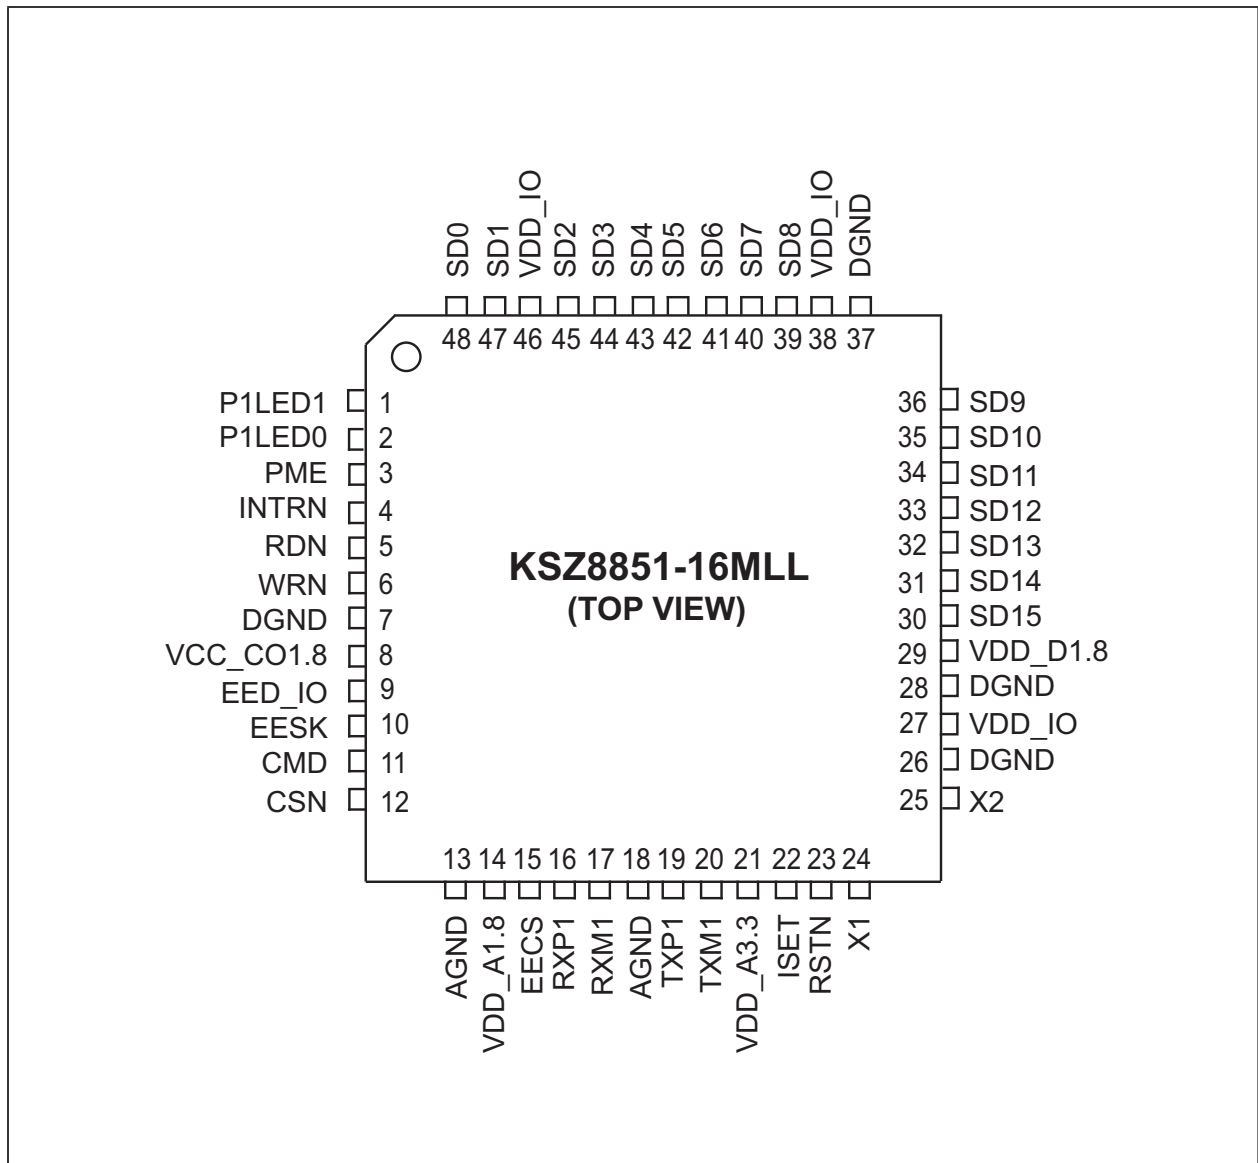 SD0
SD1
VDD_IO
SD2
SD3
SD4
SD5
SD6
SD7
SD8
VDD_IO
DGND
48 47 46 45 44 43 42 41 40 39 38 37
P1LED1 1
P1LED0 2
PME 3
INTRN 4
RDN 5
WRN 6
DGND 7
VCC_CO1.8 8
EED_IO 9
EESK 10
CMD 11
CSN 12
KSZ8851-16MLL
(TOP VIEW)
36 SD9
35 SD10
34 SD11
33 SD12
32 SD13
31 SD14
30 SD15
29 VDD_D1.8
28 DGND
27 VDD_IO
26 DGND
25 X2
13 14 15 16 17 18 19 20 21 22 23 24
AGND
VDD_A1.8
EECS
RXP1
RXM1
AGND
TXP1
TXM1
VDD_A3.3
ISET
RSTN
X1